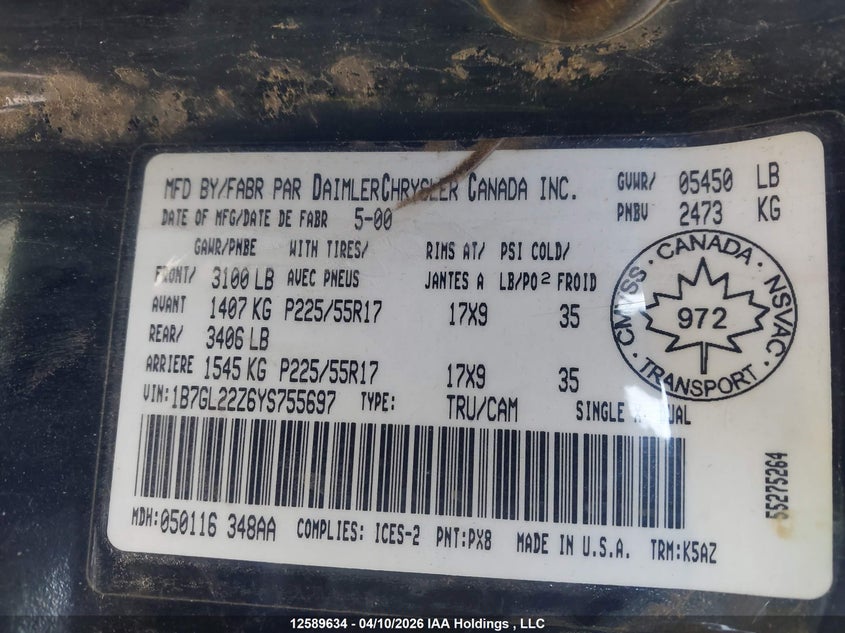 MFD BY/FABR PAR DAIMLERCHRYSLER CANADA INC. GVWR/ 05450 LB
DATE OF MFG/DATE DE FABR 5-00 PNBV 2473 KG
GAWR/PNBE WITH TIRES/ RIMS AT/ PSI COLD/
FRONT/ 3100 LB AVEC PNEUS JANTES A LB/PO2 FROID
AVANT 1407 KG P225/55R17 17X9 35
REAR/ 3406 LB
ARRIERE 1545 KG P225/55R17 17X9 35
CANADA · NSVAC · TRANSPORT · CMVSS ·
972
VIN: 1B7GL22Z6YS755697 TYPE: TRU/CAM SINGLE
55275264
MDH: 050116 348AA COMPLIES: ICES-2 PNT: PX8 MADE IN U.S.A. TRM: K5AZ
12589634 - 04/10/2026 IAA Holdings , LLC